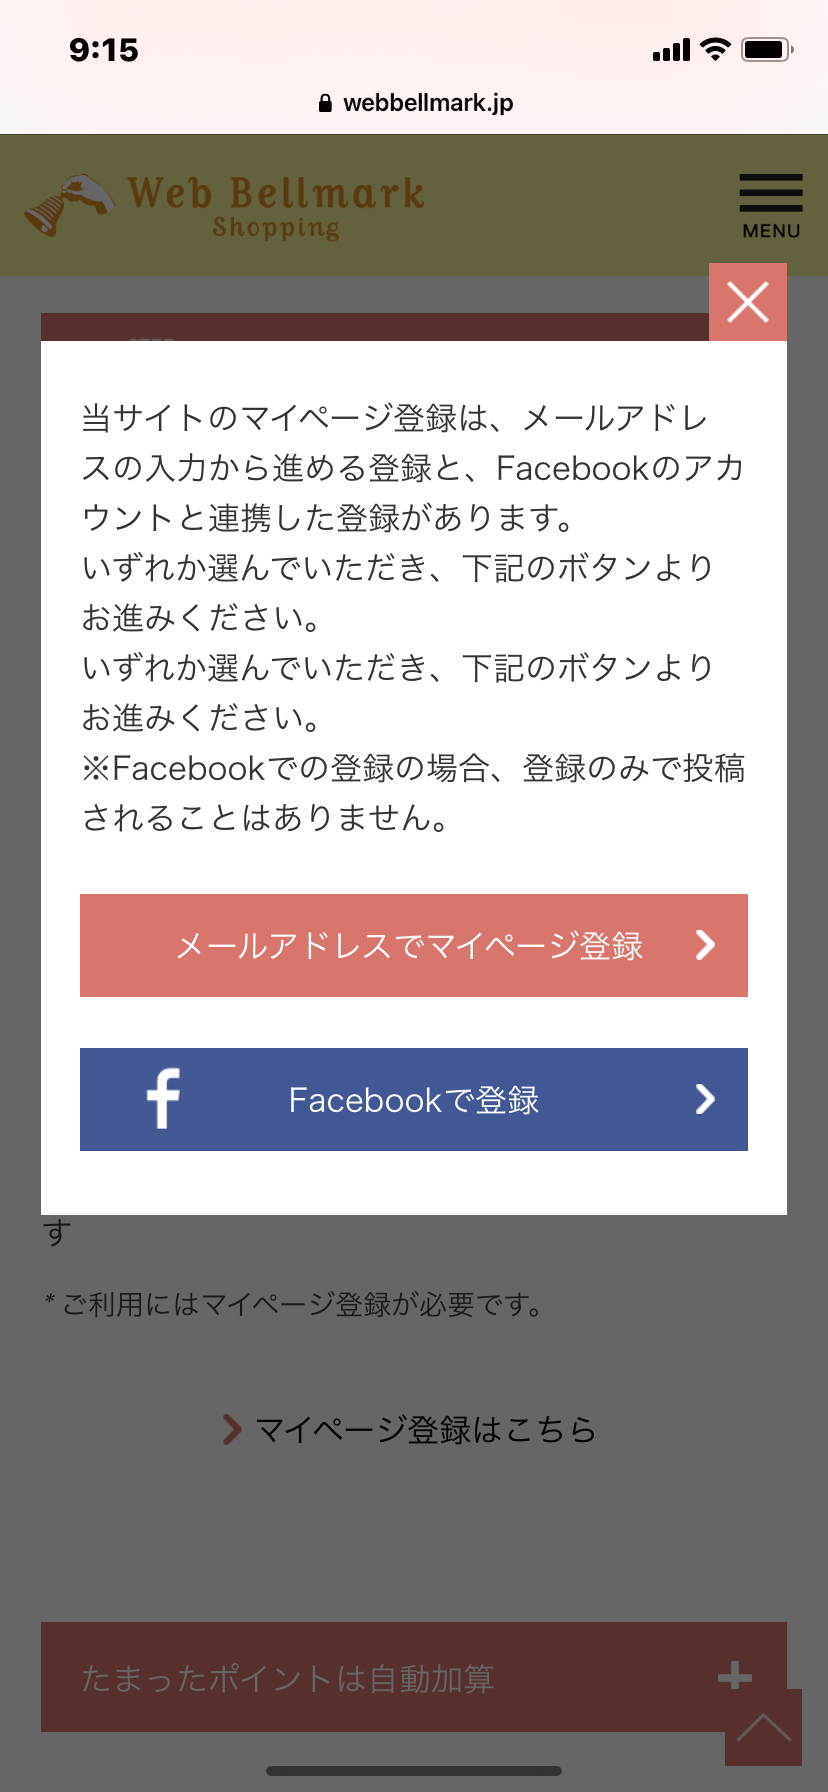 9:15
webbellmark.jp
Web Bellmark
Shopping
MENU
当サイトのマイページ登録は、メールアドレ
スの入力から進める登録と、Facebookのアカ
ウントと連携した登録があります。
いずれか選んでいただき、下記のボタンより
お進みください。
いずれか選んでいただき、下記のボタンより
お進みください。
※Facebookでの登録の場合、登録のみで投稿
されることはありません。
メールアドレスでマイページ登録
f Facebookで登録
す
* ご利用にはマイページ登録が必要です。
マイページ登録はこちら
たまったポイントは自動加算